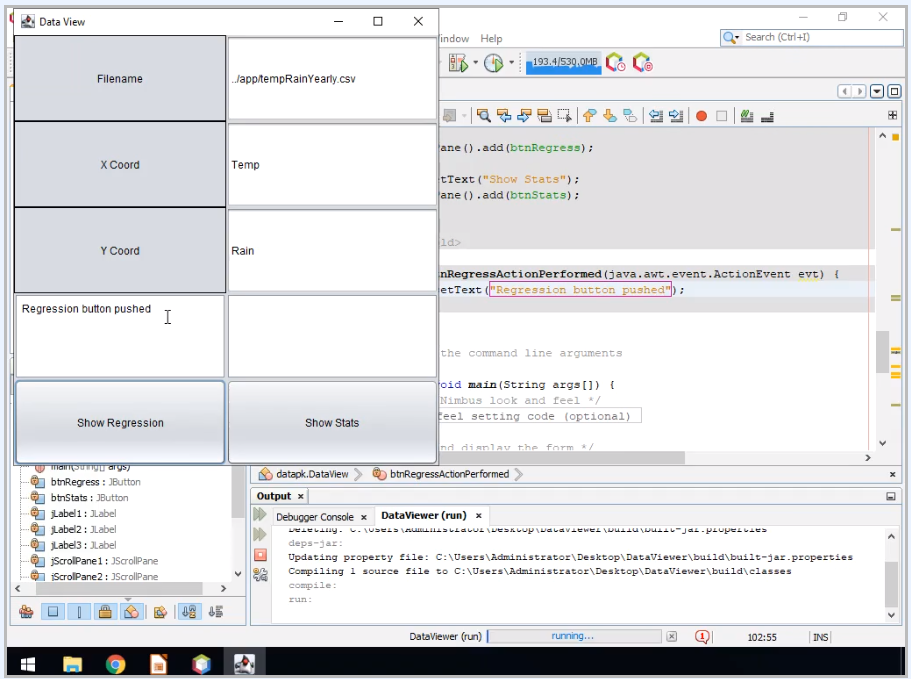 Data View
Filename
../app/tempRainYearly.csv
X Coord
Temp
Y Coord
Rain
Regression button pushed
Show Regression
Show Stats
indow Help
Search (Ctrl+I)
193.4/530.0MB
ane().add(btnRegress);
tText("Show Stats");
ane().add(btnStats);
ld>
nRegressActionPerformed(java.awt.event.ActionEvent evt) {
etText("Regression button pushed");
the command line arguments
oid main(String args[]) {
Nimbus look and feel */
feel setting code (optional)
nd display the form */
datapk.DataView
btnRegressActionPerformed
main(String[] args)
btnRegress : JButton
btnStats : JButton
jLabel1 : JLabel
jLabel2 : JLabel
jLabel3 : JLabel
jScrollPane1 : JScrollPane
jScrollPane2 : JScrollPane
Output
Debugger Console
DataViewer (run)
Deleting: C:\Users\Administrator\Desktop\DataViewer\build\built-jar.properties
deps-jar:
Updating property file: C:\Users\Administrator\Desktop\DataViewer\build\built-jar.properties
Compiling 1 source file to C:\Users\Administrator\Desktop\DataViewer\build\classes
compile:
run:
DataViewer (run)
running...
1
102:55
INS